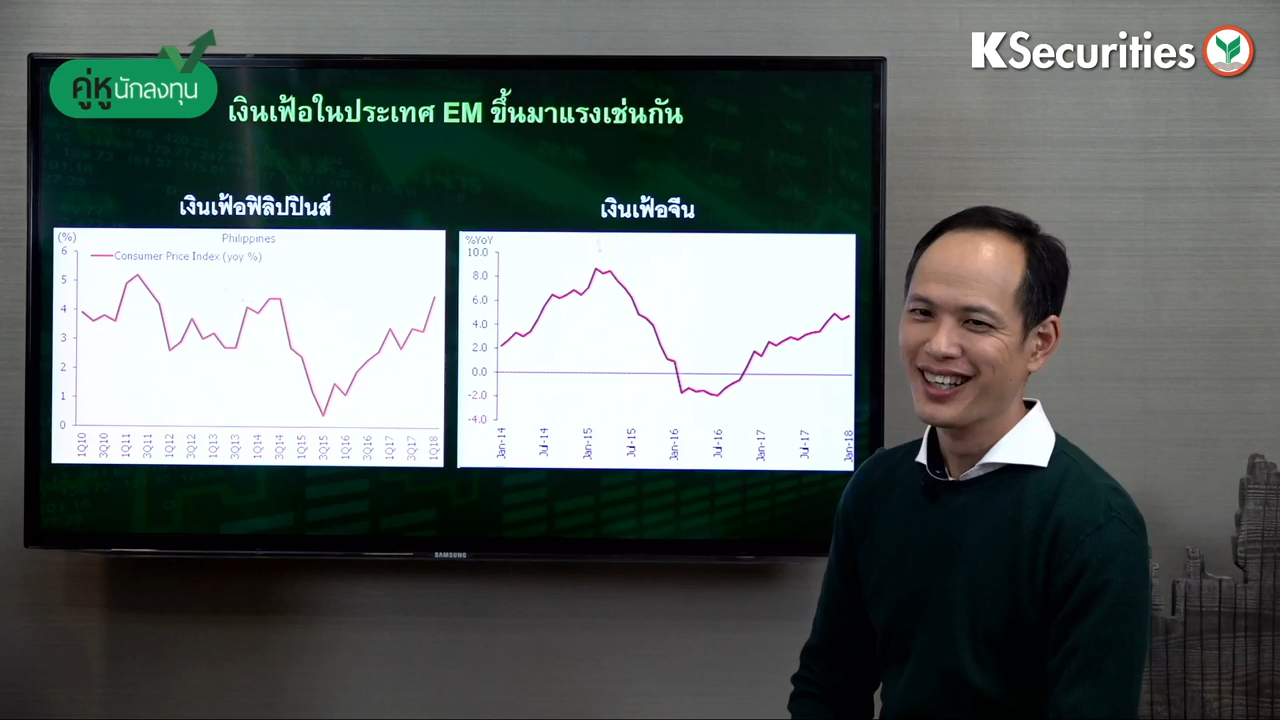 คู่หูนักลงทุน
KSecurities
เงินเฟ้อในประเทศ EM ขึ้นมาแรงเช่นกัน
เงินเฟ้อฟิลิปปินส์
(%)
Philippines
Consumer Price Index (yoy %)
6
5
4
3
2
1
0
1Q10
3Q10
1Q11
3Q11
1Q12
3Q12
1Q13
3Q13
1Q14
3Q14
1Q15
3Q15
1Q16
3Q16
1Q17
3Q17
1Q18
เงินเฟ้อจีน
%YoY
10.0
8.0
6.0
4.0
2.0
0.0
-2.0
-4.0
Jan-14
Jul-14
Jan-15
Jul-15
Jan-16
Jul-16
Jan-17
Jul-17
Jan-18
SAMSUNG